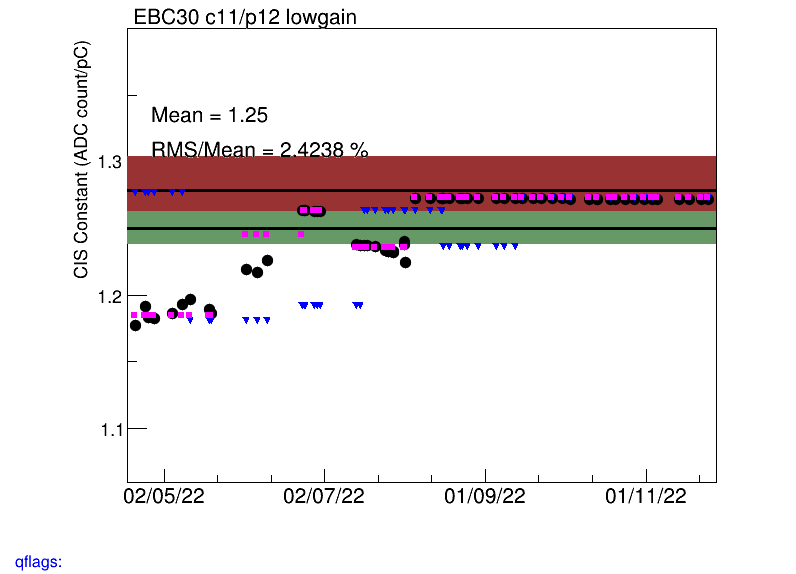 EBC30 c11/p12 lowgain
CIS Constant (ADC count/pC)
Mean = 1.25
RMS/Mean = 2.4238 %
1.3
1.2
1.1
02/05/22 02/07/22 01/09/22 01/11/22
qflags: